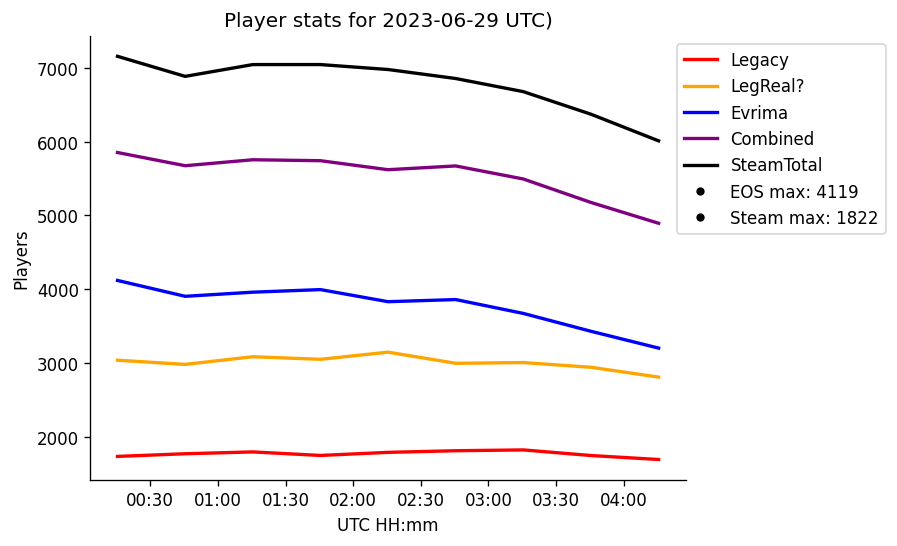 Player stats for 2023-06-29 UTC)
7000
6000
5000
4000
3000
2000
Players
00:30 01:00 01:30 02:00 02:30 03:00 03:30 04:00
UTC HH:mm
Legacy
LegReal?
Evrima
Combined
SteamTotal
EOS max: 4119
Steam max: 1822